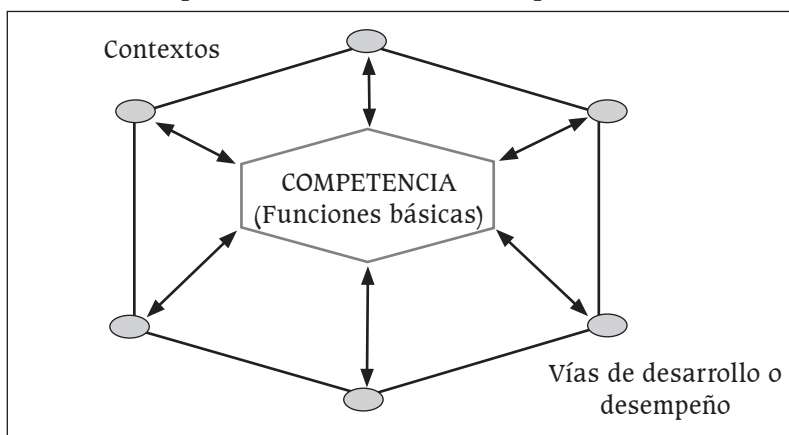 Contextos
COMPETENCIA
(Funciones básicas)
Vías de desarrollo o
desempeño